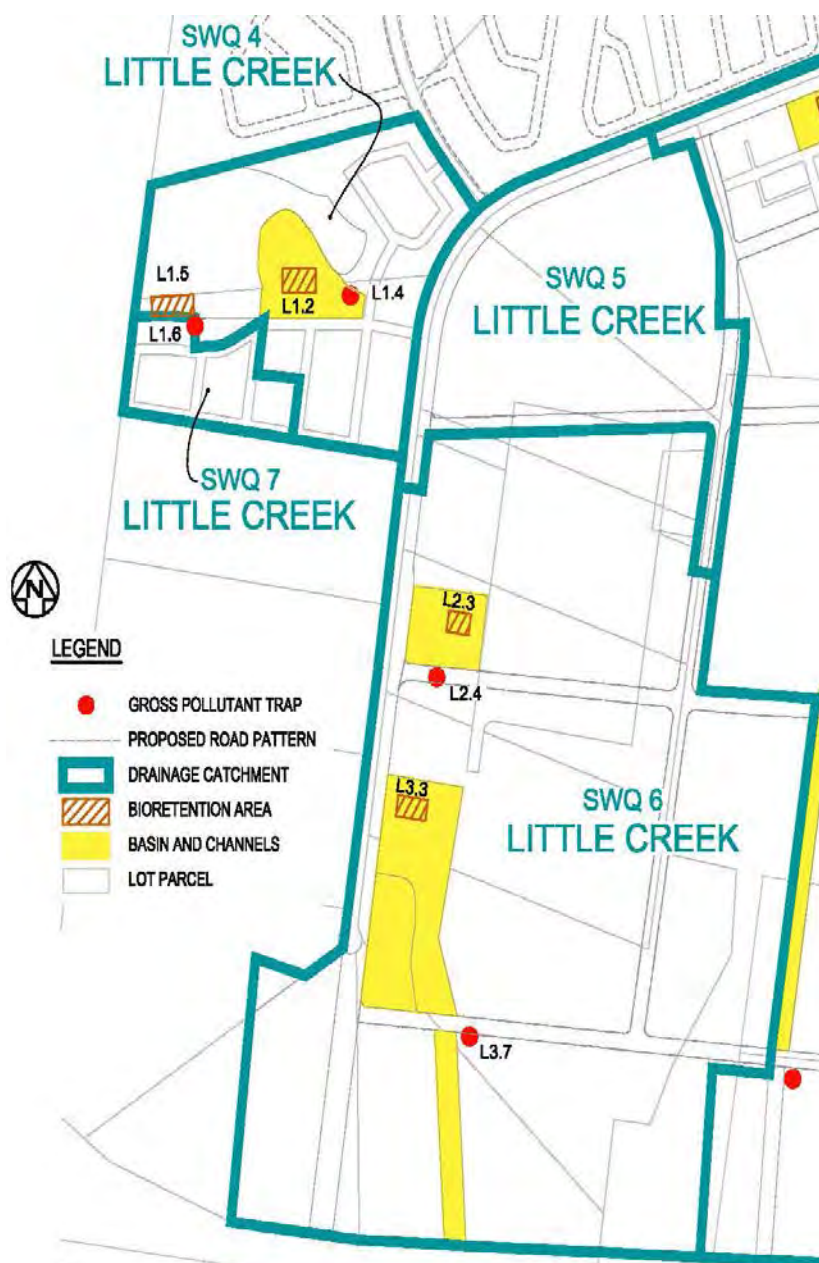 SWQ 4
LITTLE CREEK
L1.5
L1.2
L1.4
L1.6
SWQ 5
LITTLE CREEK
SWQ 7
LITTLE CREEK
N
L2.3
L2.4
LEGEND
GROSS POLLUTANT TRAP
PROPOSED ROAD PATTERN
DRAINAGE CATCHMENT
BIORETENTION AREA
BASIN AND CHANNELS
LOT PARCEL
L3.3
SWQ 6
LITTLE CREEK
L3.7